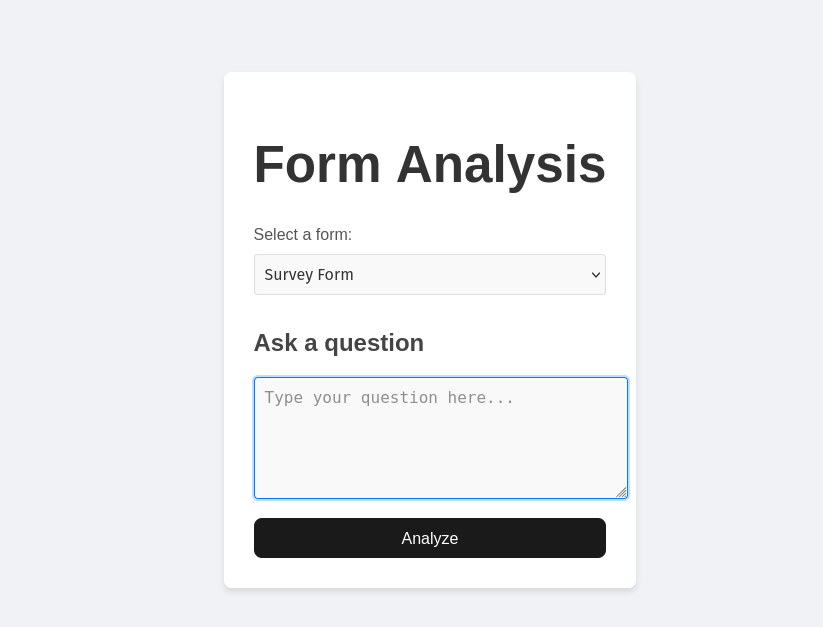 Form Analysis
Select a form:
Survey Form
Ask a question
Type your question here...
Analyze